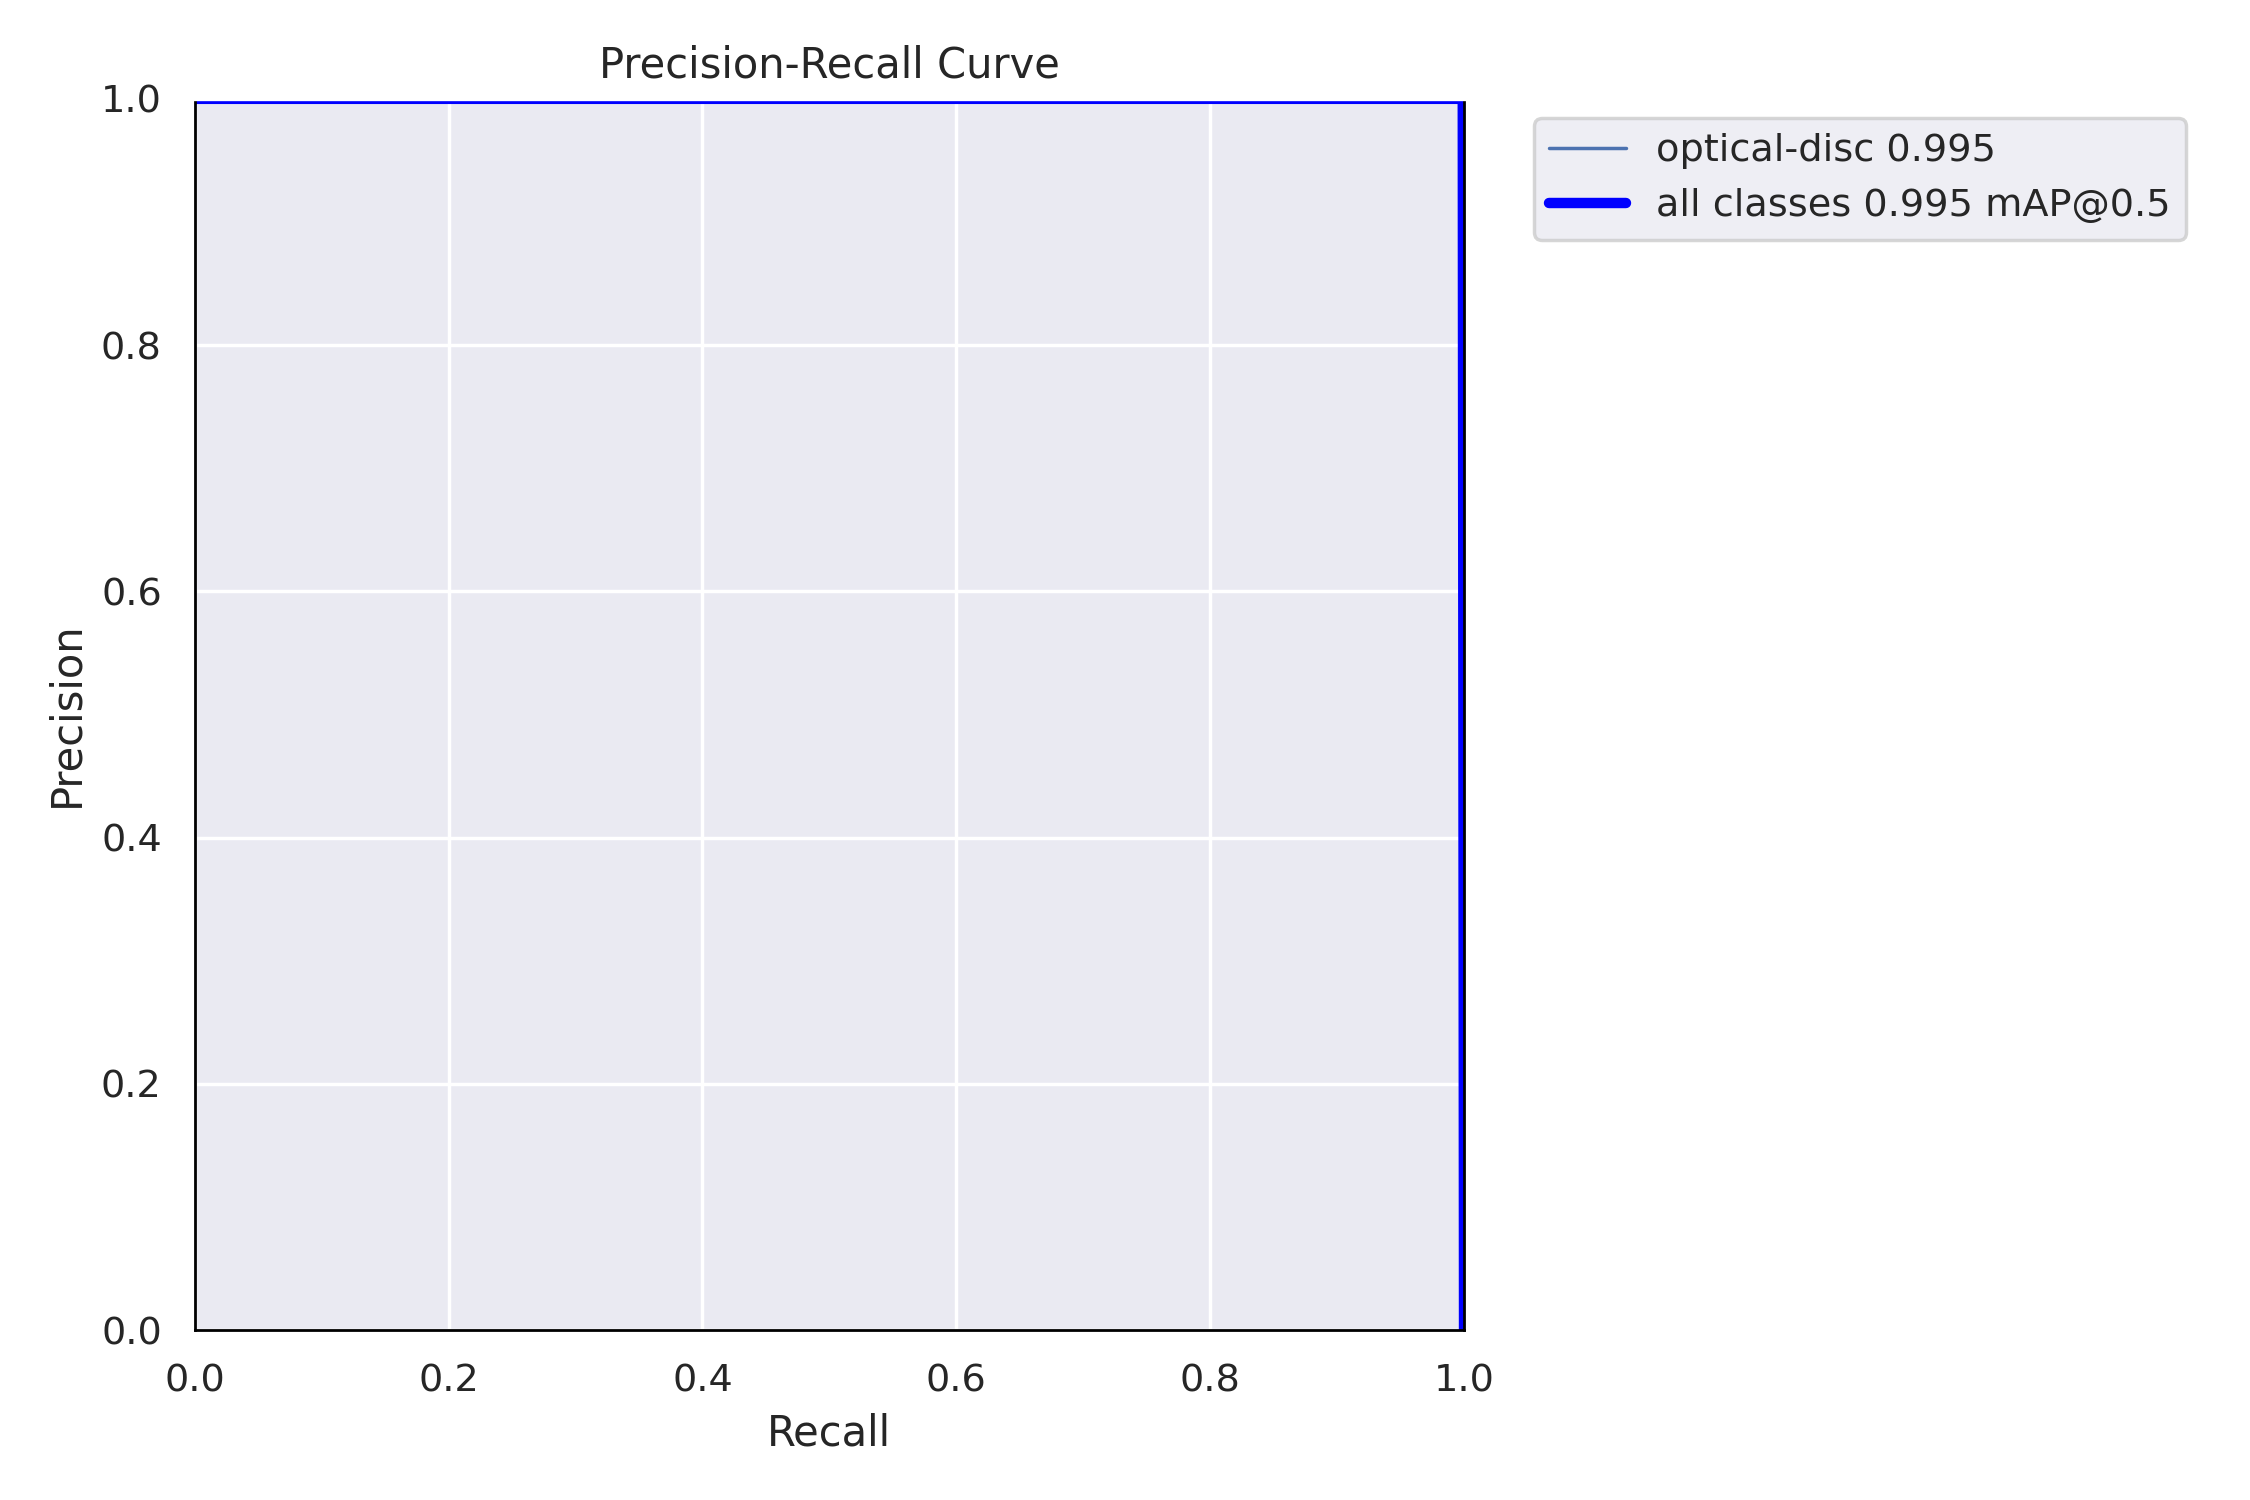 Precision-Recall Curve
1.0
0.8
0.6
0.4
0.2
0.0
Precision
0.0 0.2 0.4 0.6 0.8 1.0
Recall
optical-disc 0.995
all classes 0.995 mAP@0.5